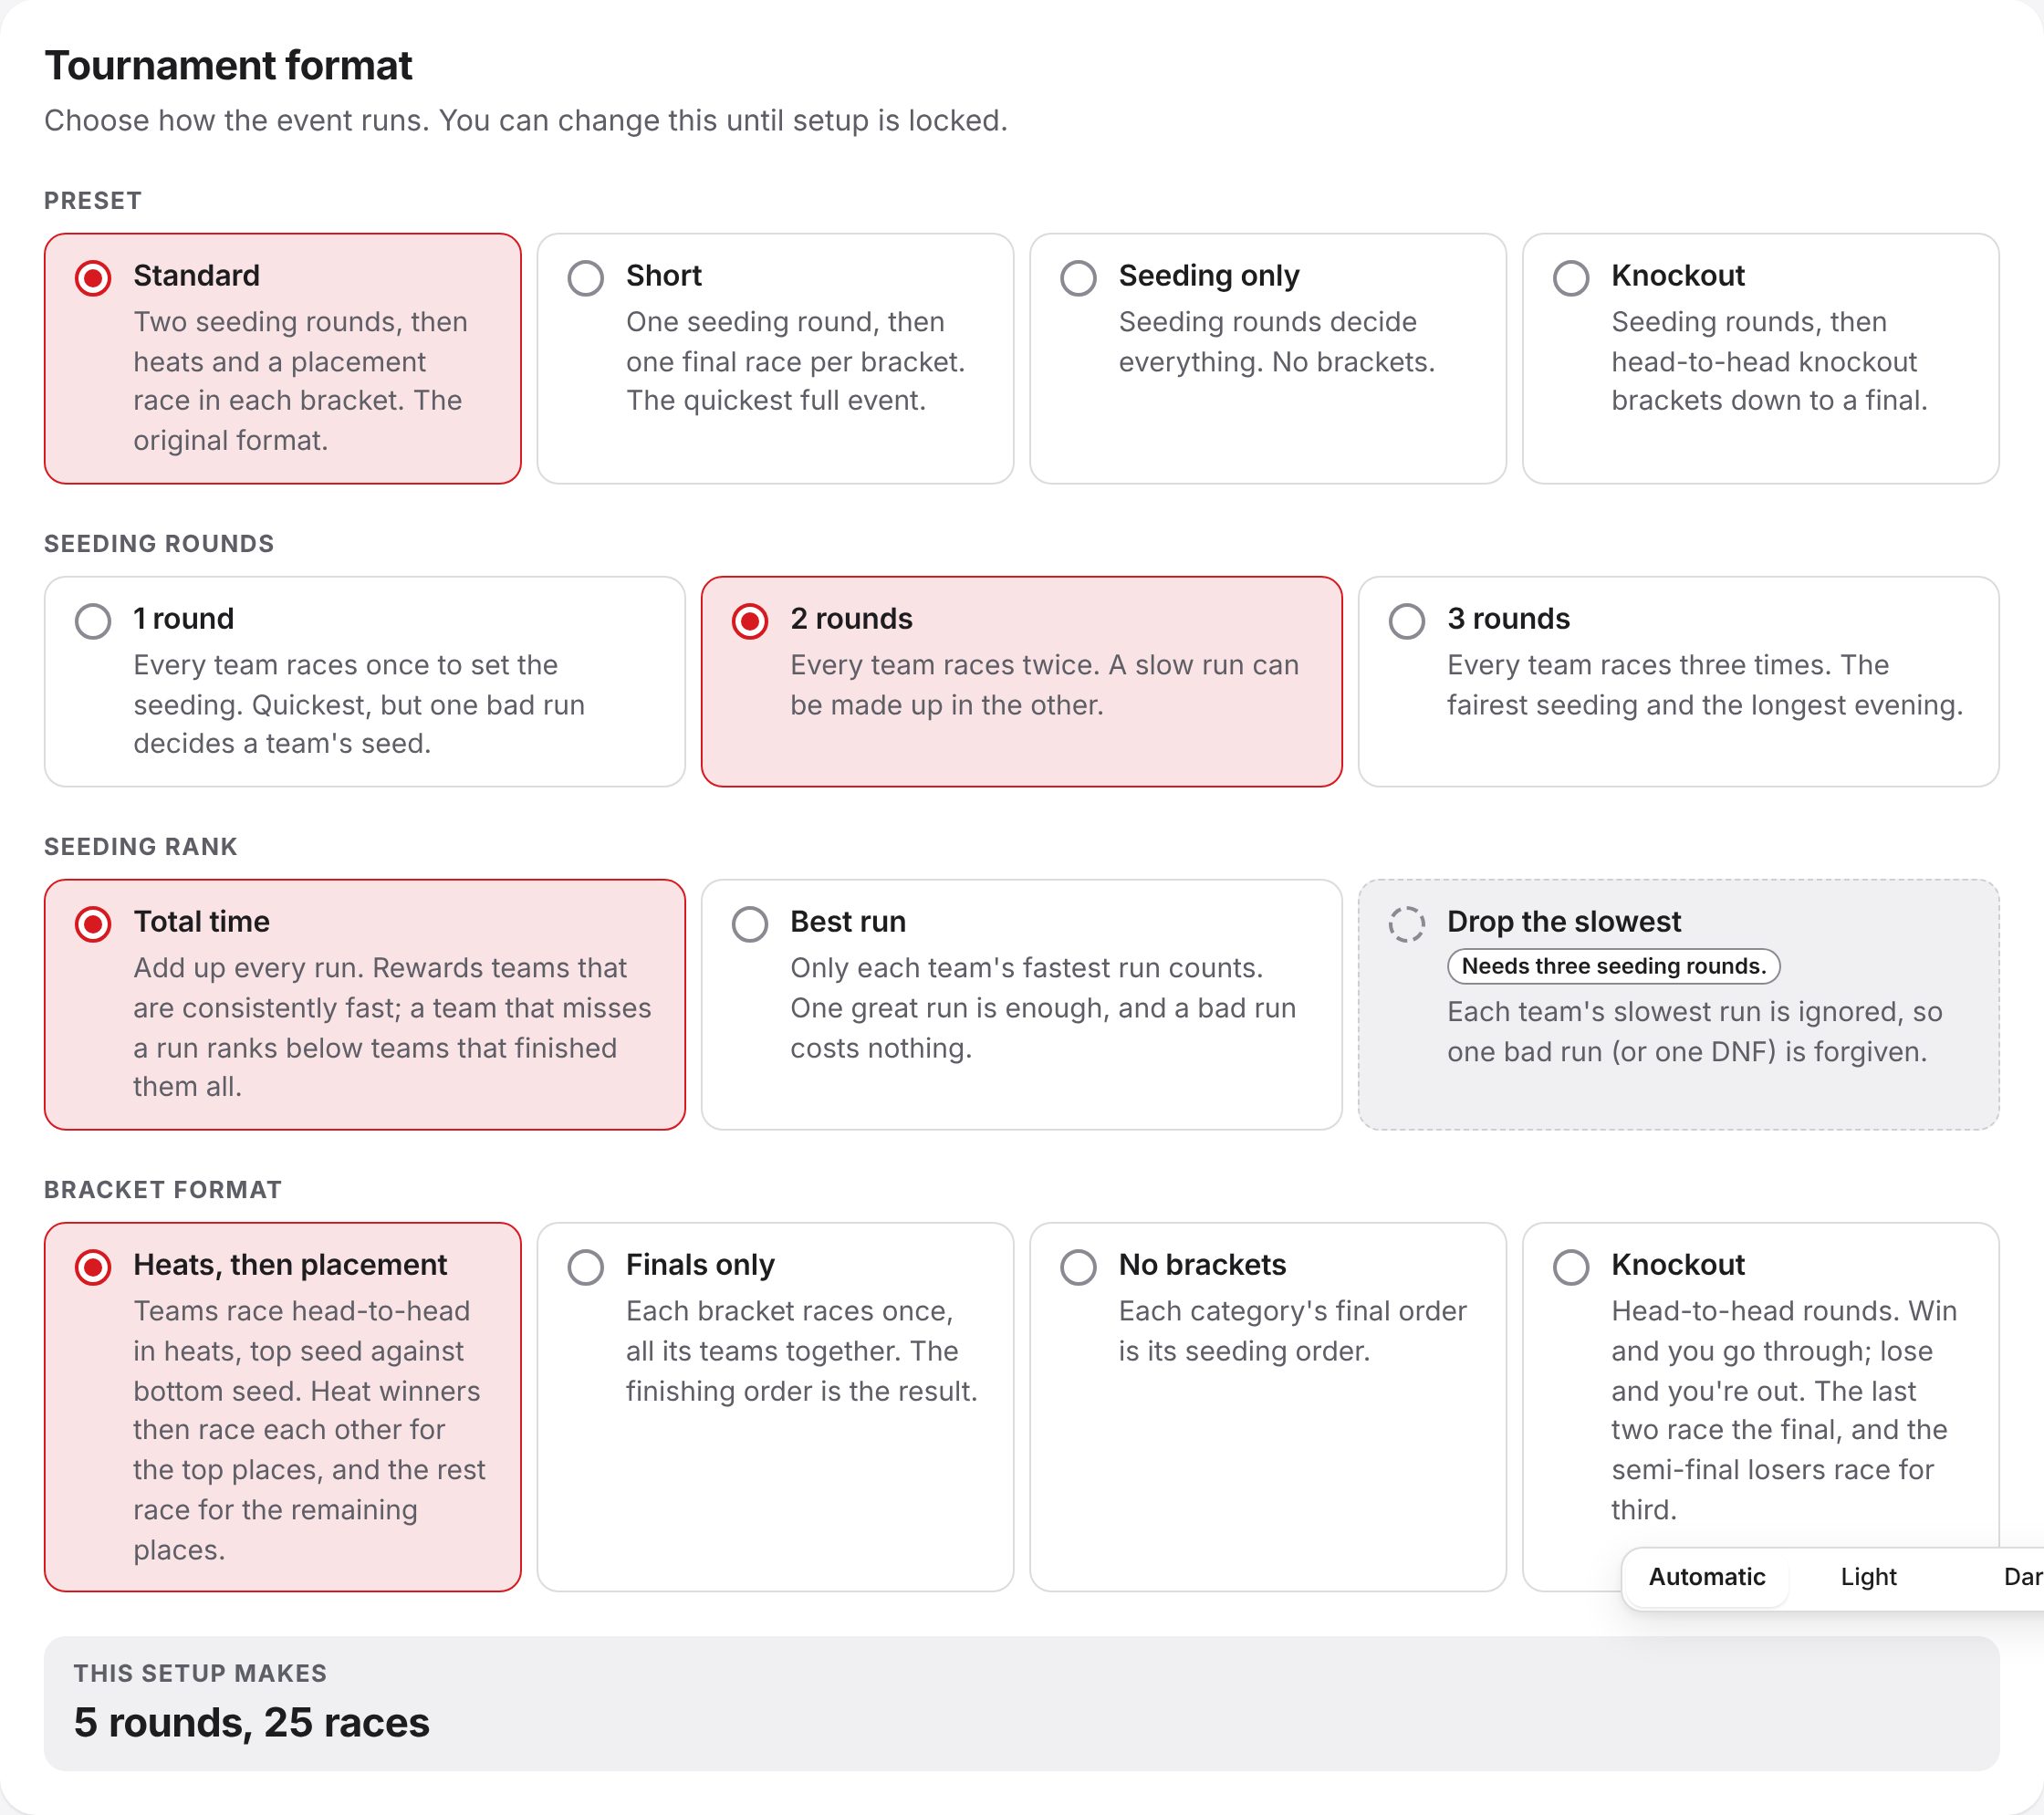 Tournament format
Choose how the event runs. You can change this until setup is locked.
PRESET
Standard
Two seeding rounds, then
heats and a placement
race in each bracket. The
original format.
Short
One seeding round, then
one final race per bracket.
The quickest full event.
Seeding only
Seeding rounds decide
everything. No brackets.
Knockout
Seeding rounds, then
head-to-head knockout
brackets down to a final.
SEEDING ROUNDS
1 round
Every team races once to set the
seeding. Quickest, but one bad run
decides a team's seed.
2 rounds
Every team races twice. A slow run can
be made up in the other.
3 rounds
Every team races three times. The
fairest seeding and the longest evening.
SEEDING RANK
Total time
Add up every run. Rewards teams that
are consistently fast; a team that misses
a run ranks below teams that finished
them all.
Best run
Only each team's fastest run counts.
One great run is enough, and a bad run
costs nothing.
Drop the slowest
Needs three seeding rounds.
Each team's slowest run is ignored, so
one bad run (or one DNF) is forgiven.
BRACKET FORMAT
Heats, then placement
Teams race head-to-head
in heats, top seed against
bottom seed. Heat winners
then race each other for
the top places, and the rest
race for the remaining
places.
Finals only
Each bracket races once,
all its teams together. The
finishing order is the result.
No brackets
Each category's final order
is its seeding order.
Knockout
Head-to-head rounds. Win
and you go through; lose
and you're out. The last
two race the final, and the
semi-final losers race for
third.
Automatic Light Dar
THIS SETUP MAKES
5 rounds, 25 races